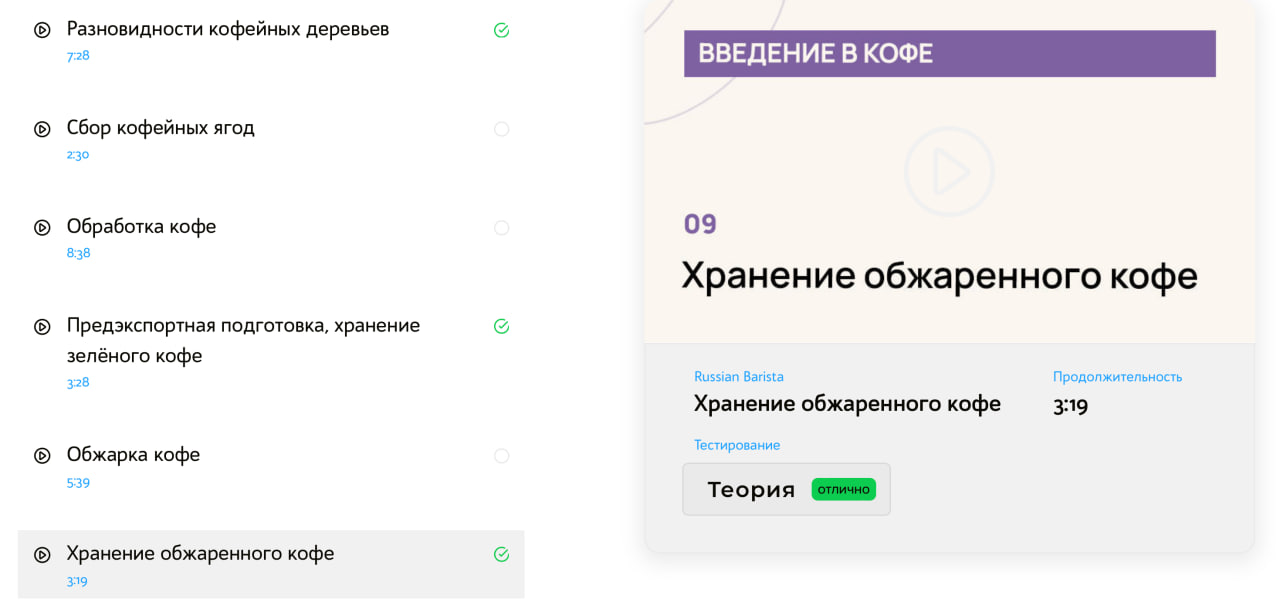 Разновидности кофейных деревьев
7:28
Сбор кофейных ягод
2:30
Обработка кофе
8:38
Предэкспортная подготовка, хранение
зелёного кофе
3:28
Обжарка кофе
5:39
Хранение обжаренного кофе
3:19
ВВЕДЕНИЕ В КОФЕ
09
Хранение обжаренного кофе
Russian Barista
Хранение обжаренного кофе
Продолжительность
3:19
Тестирование
Теория отлично